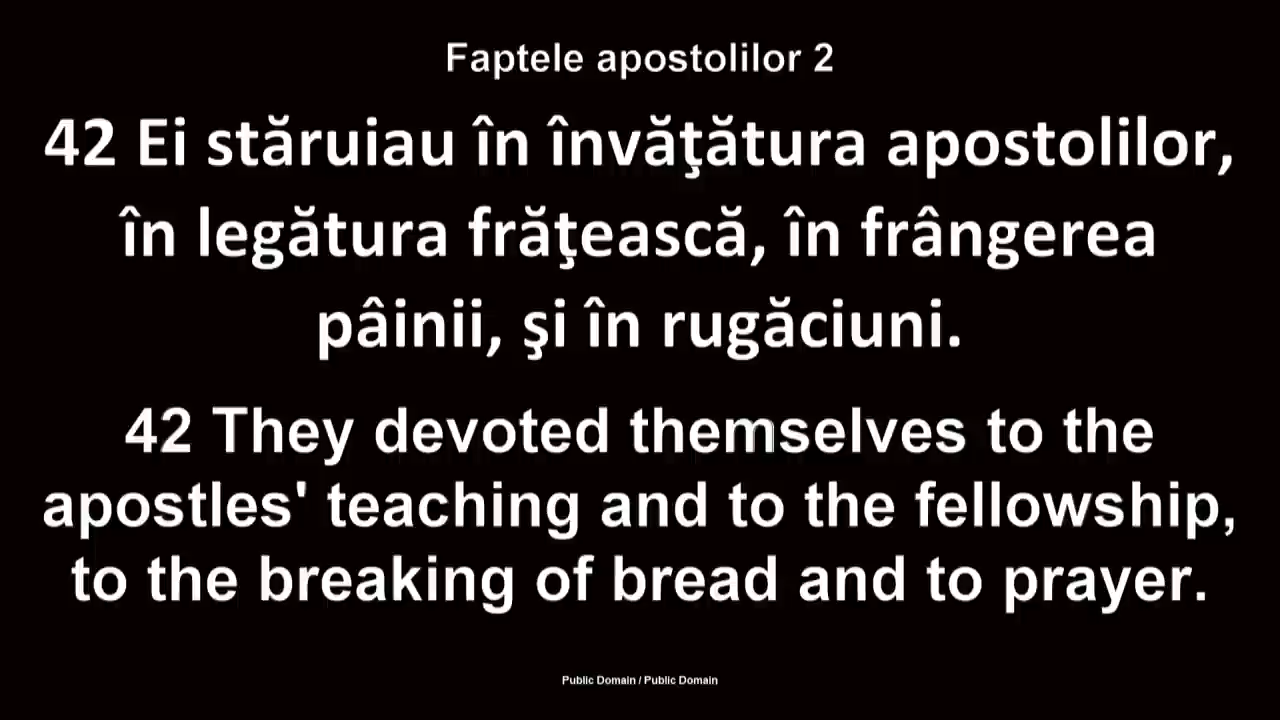 Faptele apostolilor 2
42 Ei stăruiau în învăţătura apostolilor,
în legătura frăţească, în frângerea
pâinii, şi în rugăciuni.
42 They devoted themselves to the
apostles' teaching and to the fellowship,
to the breaking of bread and to prayer.
Public Domain / Public Domain